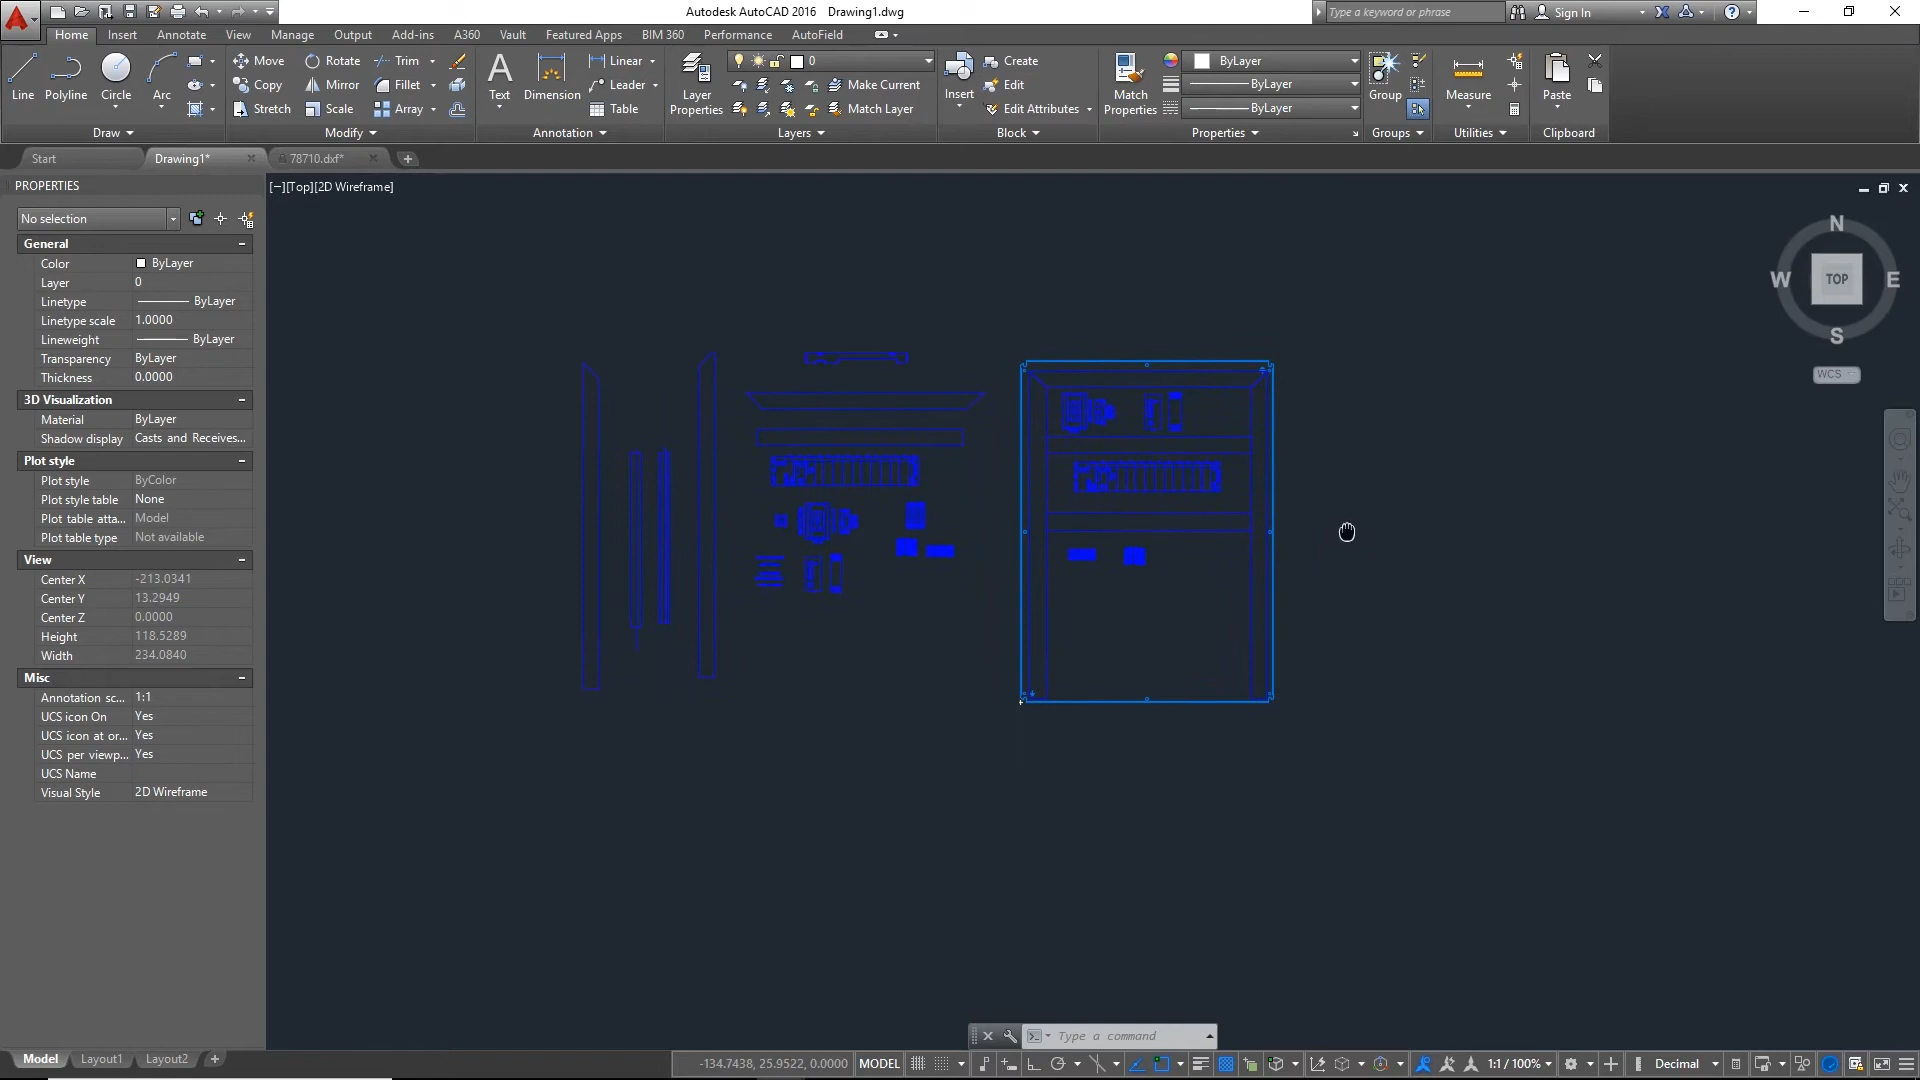 Autodesk AutoCAD 2016 Drawing1.dwg
Type a keyword or phrase
Sign In
Home Insert Annotate View Manage Output Add-ins A360 Vault Featured Apps BIM 360 Performance AutoField
Line Polyline Circle Arc
Move Rotate Trim
Copy Mirror Fillet
Stretch Scale Array
Text Dimension
Linear
Leader
Table
Layer Properties
0
Make Current
Match Layer
Insert
Create
Edit
Edit Attributes
Match Properties
ByLayer
ByLayer
ByLayer
Group
Measure
Paste
Draw Modify Annotation Layers Block Properties Groups Utilities Clipboard
Start Drawing1* 78710.dxf*
PROPERTIES
[−][Top][2D Wireframe]
No selection
General
Color ByLayer
Layer 0
Linetype ByLayer
Linetype scale 1.0000
Lineweight ByLayer
Transparency ByLayer
Thickness 0.0000
3D Visualization
Material ByLayer
Shadow display Casts and Receives...
Plot style
Plot style ByColor
Plot style table None
Plot table atta... Model
Plot table type Not available
View
Center X -213.0341
Center Y 13.2949
Center Z 0.0000
Height 118.5289
Width 234.0840
Misc
Annotation sc... 1:1
UCS icon On Yes
UCS icon at or... Yes
UCS per viewp... Yes
UCS Name
Visual Style 2D Wireframe
N
W TOP E
S
WCS
Type a command
Model Layout1 Layout2
-134.7438, 25.9522, 0.0000 MODEL 1:1 / 100% Decimal